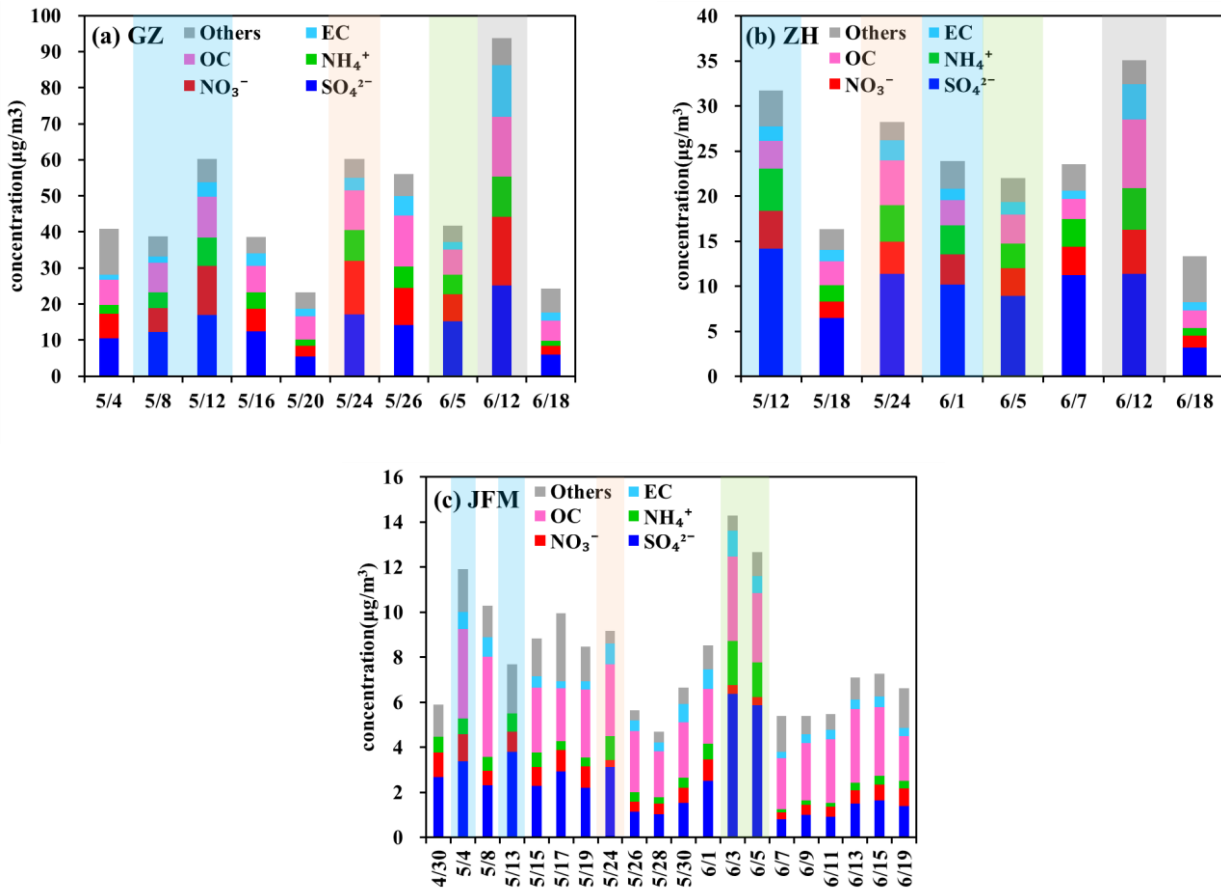 (a) GZ
Others EC
OC NH₄⁺
NO₃⁻ SO₄²⁻
concentration(μg/m3)
100
90
80
70
60
50
40
30
20
10
0
5/4 5/8 5/12 5/16 5/20 5/24 5/26 6/5 6/12 6/18
(b) ZH
Others EC
OC NH₄⁺
NO₃⁻ SO₄²⁻
concentration(μg/m³)
40
35
30
25
20
15
10
5
0
5/12 5/18 5/24 6/1 6/5 6/7 6/12 6/18
(c) JFM
Others EC
OC NH₄⁺
NO₃⁻ SO₄²⁻
concentration(μg/m³)
16
14
12
10
8
6
4
2
0
4/30 5/4 5/8 5/13 5/15 5/17 5/19 5/24 5/26 5/28 5/30 6/1 6/3 6/5 6/7 6/9 6/11 6/13 6/15 6/19